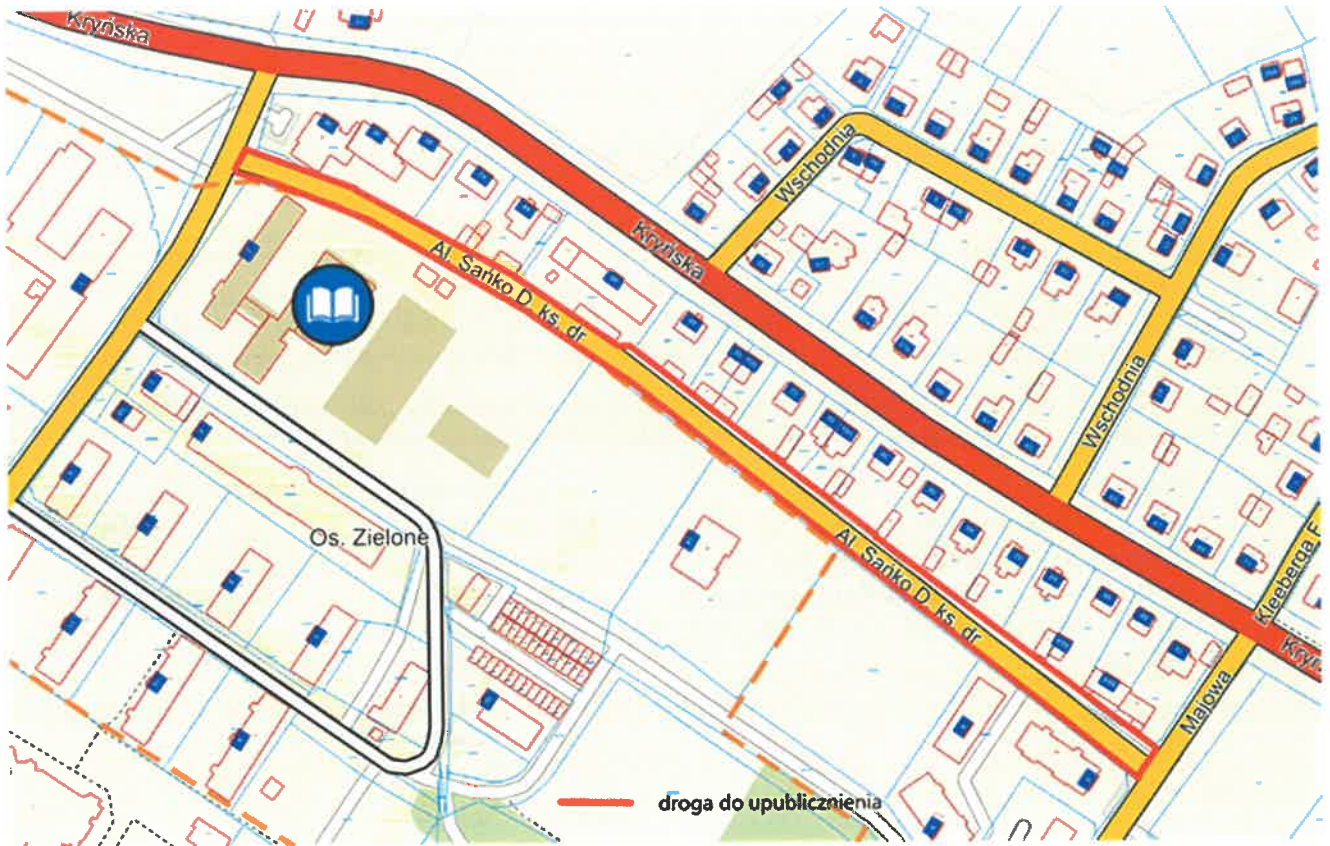 Kryńska
Wschodnia
Kryńska
Al. Sańko D. ks. dr
Wschodnia
Os. Zielone
Al. Sańko D. ks. dr
Kleeberga F
Kryń
Majowa
droga do upublicznienia